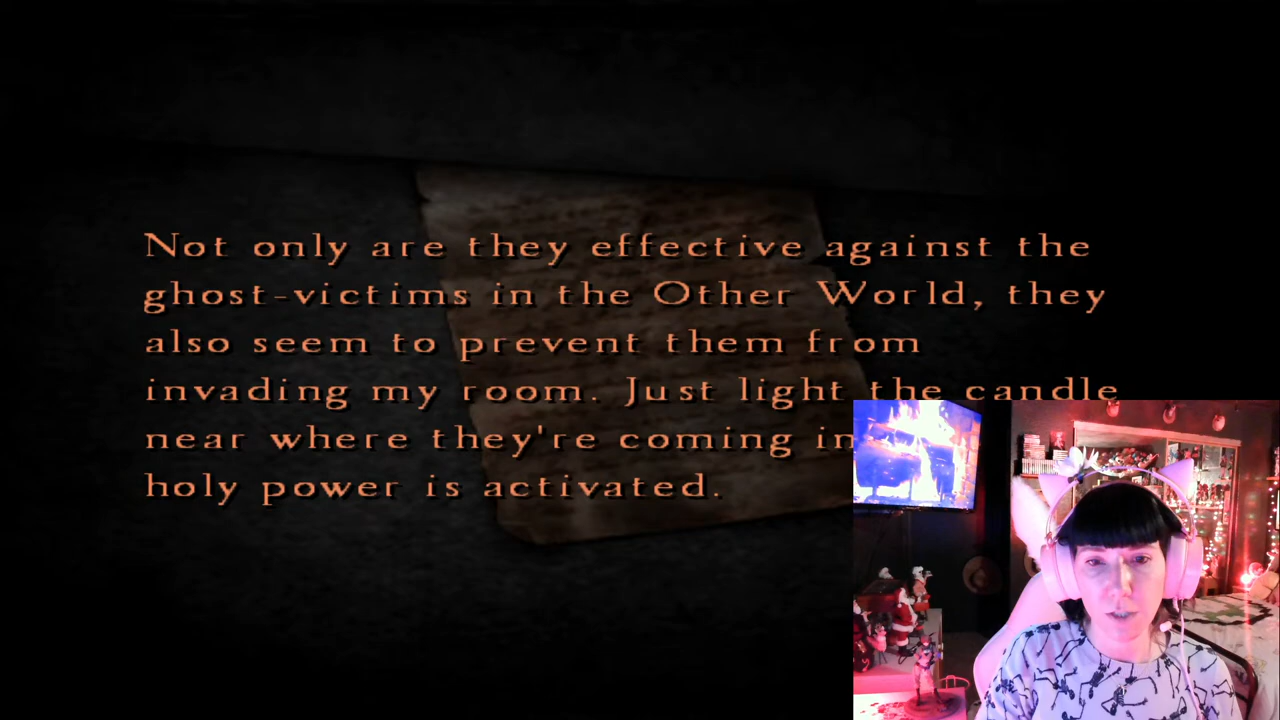 Not only are they effective against the
ghost-victims in the Other World, they
also seem to prevent them from
invading my room. Just light the candle
near where they're coming in
holy power is activated.